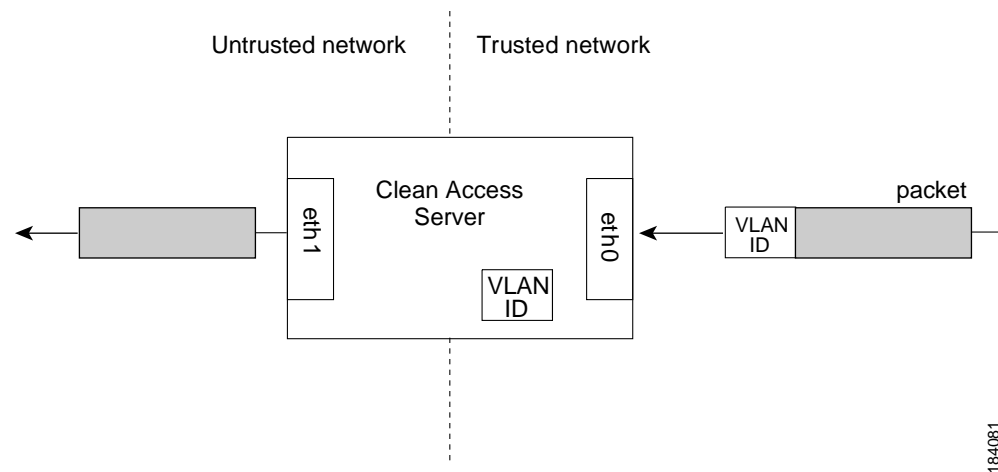 Untrusted network
Trusted network
Clean Access
Server
eth1
eth0
VLAN
ID
packet
VLAN
ID
184081